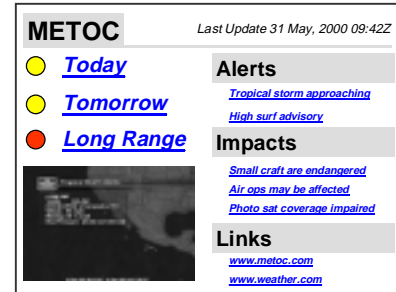 METOC
Last Update 31 May, 2000 09:42Z
Today
Tomorrow
Long Range
Alerts
Tropical storm approaching
High surf advisory
Impacts
Small craft are endangered
Air ops may be affected
Photo sat coverage impaired
Links
www.metoc.com
www.weather.com